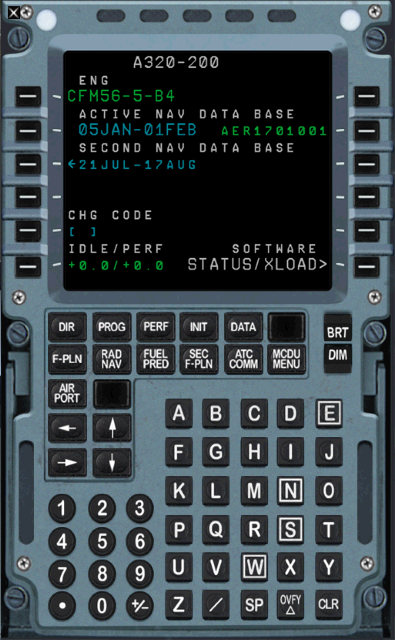 A320-200
ENG
CFM56-5-B4
ACTIVE NAV DATA BASE
05JAN-01FEB AER1701001
SECOND NAV DATA BASE
←21JUL-17AUG
CHG CODE
[ ]
IDLE/PERF SOFTWARE
+0.0/+0.0 STATUS/XLOAD>
DIR PROG PERF INIT DATA BRT
F-PLN RAD NAV FUEL PRED SEC F-PLN ATC COMM MCDU MENU DIM
AIR PORT
← ↑
→ ↓
A B C D E
F G H I J
K L M N O
P Q R S T
U V W X Y
Z / SP OVFY △ CLR
1 2 3
4 5 6
7 8 9
• 0 +/-